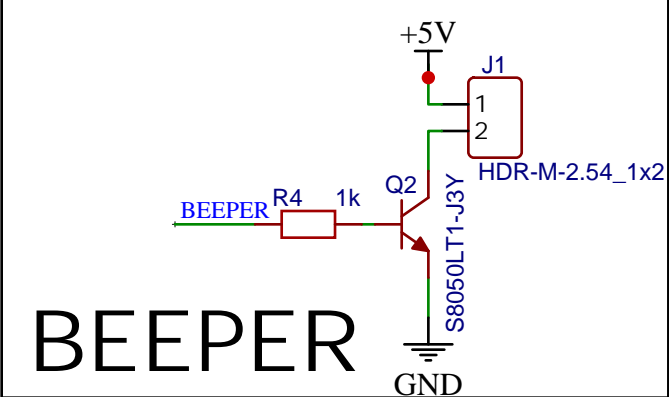 +5V
J1
1
2
HDR-M-2.54_1x2
Q2
S8050LT1-J3Y
BEEPER
R4
1k
BEEPER
GND